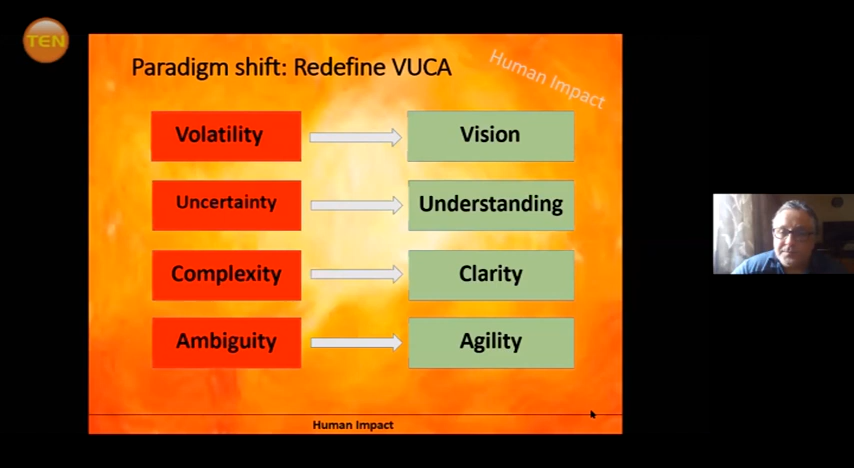 TEN
Paradigm shift: Redefine VUCA
Human Impact
Volatility
Vision
Uncertainty
Understanding
Complexity
Clarity
Ambiguity
Agility
Human Impact